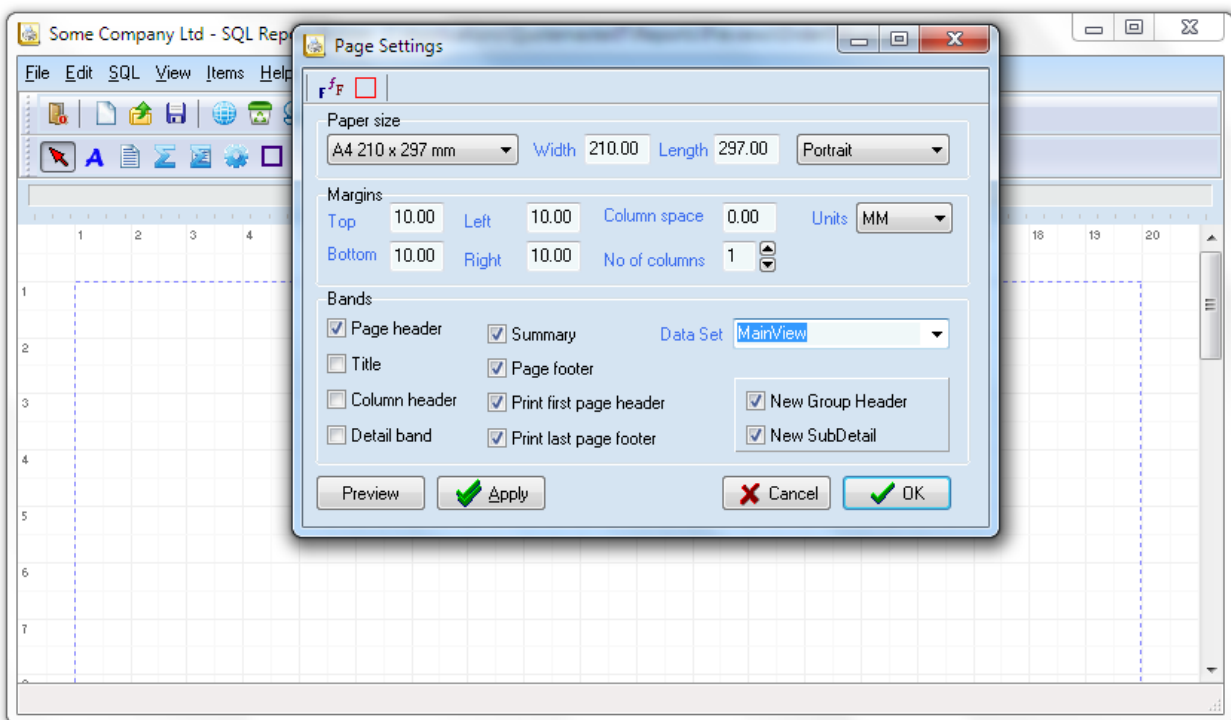 Some Company Ltd - SQL Repo
Page Settings
File Edit SQL View Items Help
FfF
Paper size
A4 210 x 297 mm Width 210.00 Length 297.00 Portrait
Margins
Top 10.00 Left 10.00 Column space 0.00 Units MM
Bottom 10.00 Right 10.00 No of columns 1
Bands
Page header Summary Data Set MainView
Title Page footer
Column header Print first page header New Group Header
Detail band Print last page footer New SubDetail
Preview Apply Cancel OK
1 2 3 4 18 19 20
1
2
3
4
5
6
7